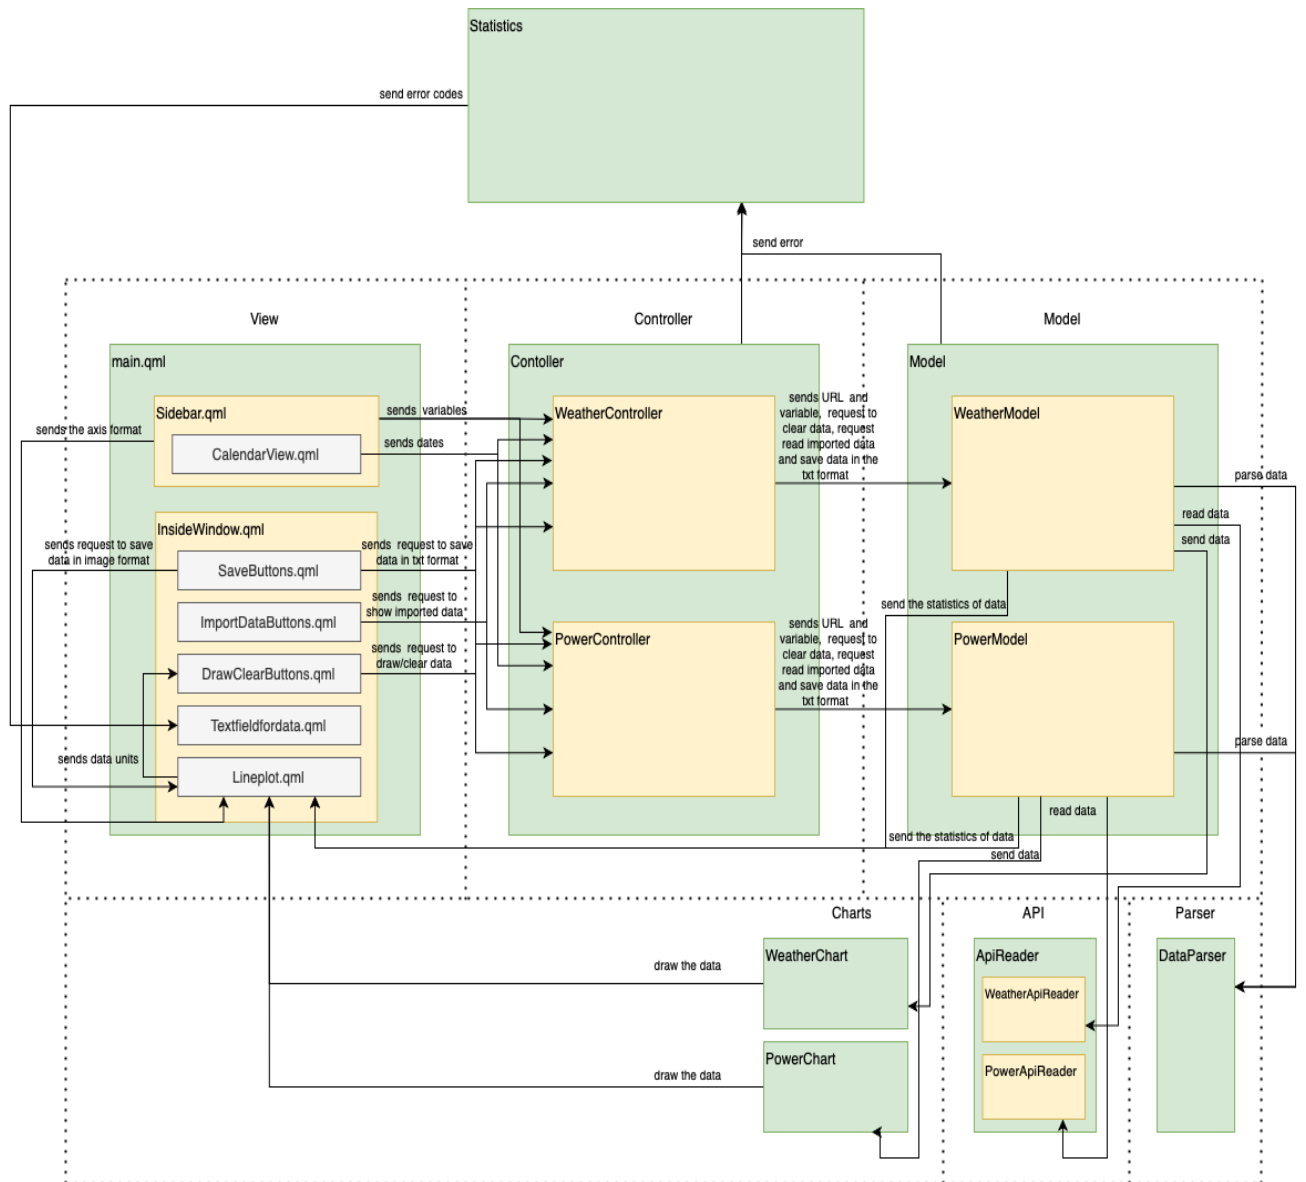 Statistics
send error codes
send error
View
Controller
Model
main.qml
Contoller
Model
Sidebar.qml
sends the axis format
CalendarView.qml
sends variables
sends dates
WeatherController
sends URL and
variable, request to
clear data, request
read imported data
and save data in the
txt format
WeatherModel
parse data
read data
send data
InsideWindow.qml
sends request to save
data in image format
SaveButtons.qml
sends request to save
data in txt format
ImportDataButtons.qml
sends request to
show imported data
DrawClearButtons.qml
sends request to
draw/clear data
Textfieldfordata.qml
sends data units
Lineplot.qml
send the statistics of data
PowerController
sends URL and
variable, request to
clear data, request
read imported data
and save data in the
txt format
PowerModel
parse data
read data
send the statistics of data
send data
Charts
API
Parser
WeatherChart
draw the data
PowerChart
draw the data
ApiReader
WeatherApiReader
PowerApiReader
DataParser